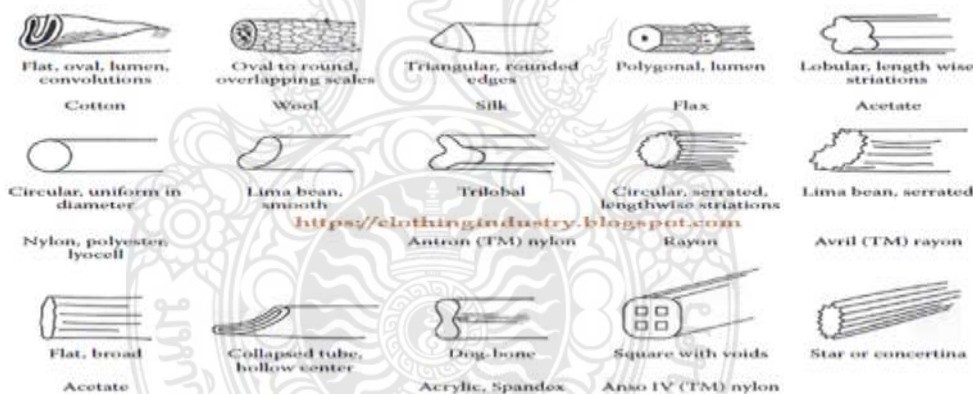 Flat, oval, lumen, convolutions
Cotton
Oval to round, overlapping scales
Wool
Triangular, rounded edges
Silk
Polygonal, lumen
Flax
Lobular, length wise striations
Acetate
Circular, uniform in diameter
Nylon, polyester, lyocell
Lima bean, smooth
Trilobal
Antron (TM) nylon
Circular, serrated, lengthwise striations
Rayon
Lima bean, serrated
Avril (TM) rayon
https://clothingindustry.blogspot.com
Flat, broad
Acetate
Collapsed tube, hollow center
Dog-bone
Acrylic, Spandex
Square with voids
Anso IV (TM) nylon
Star or concertina